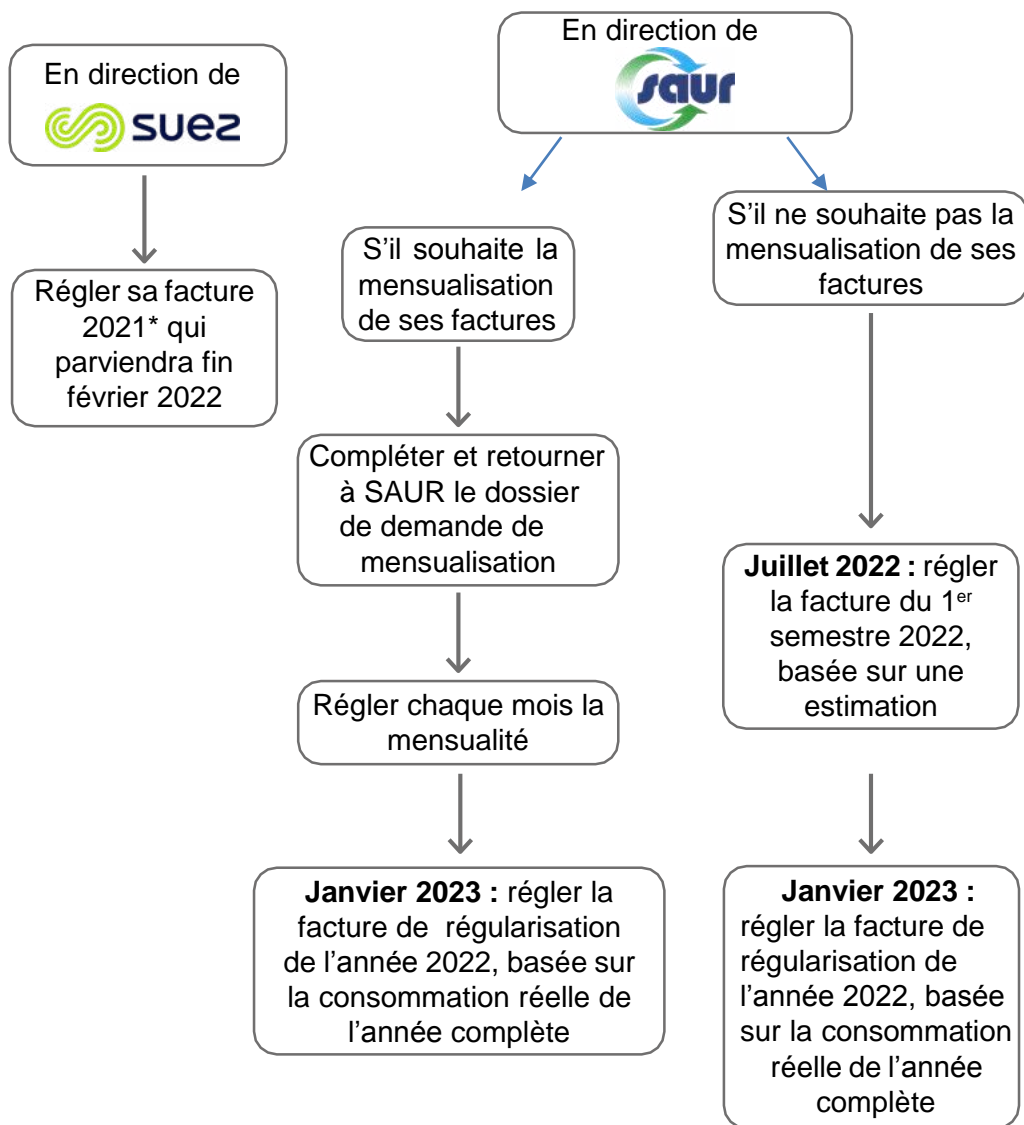 En direction de
suez
Régler sa facture
2021* qui
parviendra fin
février 2022
En direction de
saur
S'il souhaite la
mensualisation
de ses factures
Compléter et retourner
à SAUR le dossier
de demande de
mensualisation
Régler chaque mois la
mensualité
Janvier 2023 : régler la
facture de régularisation
de l'année 2022, basée sur
la consommation réelle de
l'année complète
S'il ne souhaite pas la
mensualisation de ses
factures
Juillet 2022 : régler
la facture du 1er
semestre 2022,
basée sur une
estimation
Janvier 2023 :
régler la facture de
régularisation de
l'année 2022, basée
sur la consommation
réelle de l'année
complète